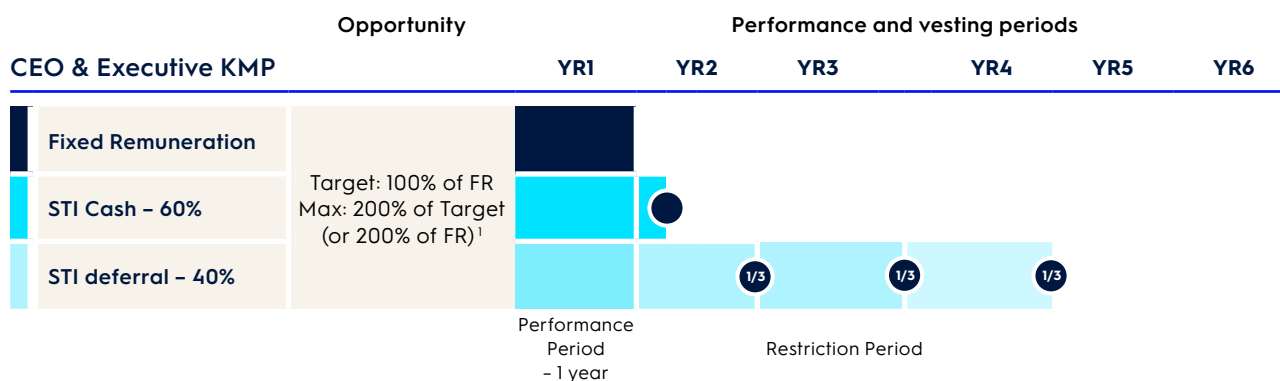 Opportunity
Performance and vesting periods
CEO & Executive KMP
YR1
YR2
YR3
YR4
YR5
YR6
Fixed Remuneration
Target: 100% of FR
Max: 200% of Target
(or 200% of FR)¹
STI Cash – 60%
STI deferral – 40%
1/3
1/3
1/3
Performance
Period
– 1 year
Restriction Period